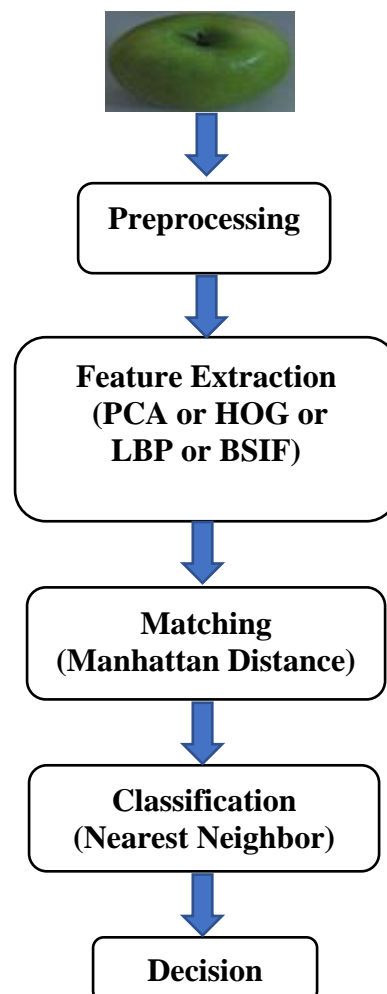 Preprocessing
Feature Extraction
(PCA or HOG or
LBP or BSIF)
Matching
(Manhattan Distance)
Classification
(Nearest Neighbor)
Decision